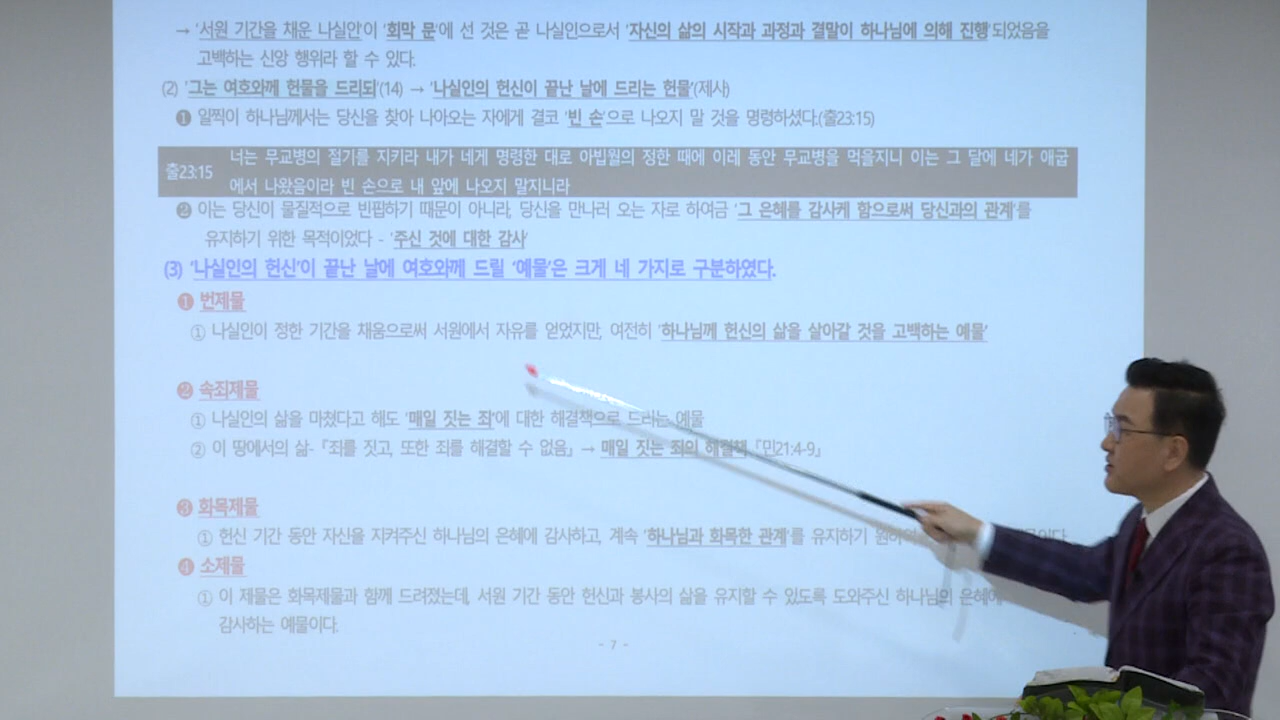 → '서원 기간을 채운 나실인'이 '회막 문'에 선 것은 곧 나실인으로서 '자신의 삶의 시작과 과정과 결말이 하나님에 의해 진행'되었음을
고백하는 신앙 행위라 할 수 있다.
(2) '그는 여호와께 헌물을 드리되'(14) → '나실인의 헌신이 끝난 날에 드리는 헌물'(제사)
❶ 일찍이 하나님께서는 당신을 찾아 나아오는 자에게 결코 '빈 손'으로 나오지 말 것을 명령하셨다.(출23:15)
출23:15 너는 무교병의 절기를 지키라 내가 네게 명령한 대로 아빕월의 정한 때에 이레 동안 무교병을 먹을지니 이는 그 달에 네가 애굽
에서 나왔음이라 빈 손으로 내 앞에 나오지 말지니라
❷ 이는 당신이 물질적으로 빈핍하기 때문이 아니라, 당신을 만나러 오는 자로 하여금 '그 은혜를 감사케 함으로써 당신과의 관계'를
유지하기 위한 목적이었다 - '주신 것에 대한 감사'
(3) '나실인의 헌신'이 끝난 날에 여호와께 드릴 '예물'은 크게 네 가지로 구분하였다.
❶ 번제물
① 나실인이 정한 기간을 채움으로써 서원에서 자유를 얻었지만, 여전히 '하나님께 헌신의 삶을 살아갈 것을 고백하는 예물'
❷ 속죄제물
① 나실인의 삶을 마쳤다고 해도 '매일 짓는 죄'에 대한 해결책으로 드리는 예물
② 이 땅에서의 삶-「죄를 짓고, 또한 죄를 해결할 수 없음」 → 매일 짓는 죄의 해결책「민21:4-9」
❸ 화목제물
① 헌신 기간 동안 자신을 지켜주신 하나님의 은혜에 감사하고, 계속 '하나님과 화목한 관계'를 유지하기
❹ 소제물
① 이 제물은 화목제물과 함께 드려졌는데, 서원 기간 동안 헌신과 봉사의 삶을 유지할 수 있도록 도와주신 하나님의 은혜에
감사하는 예물이다.
- 7 -